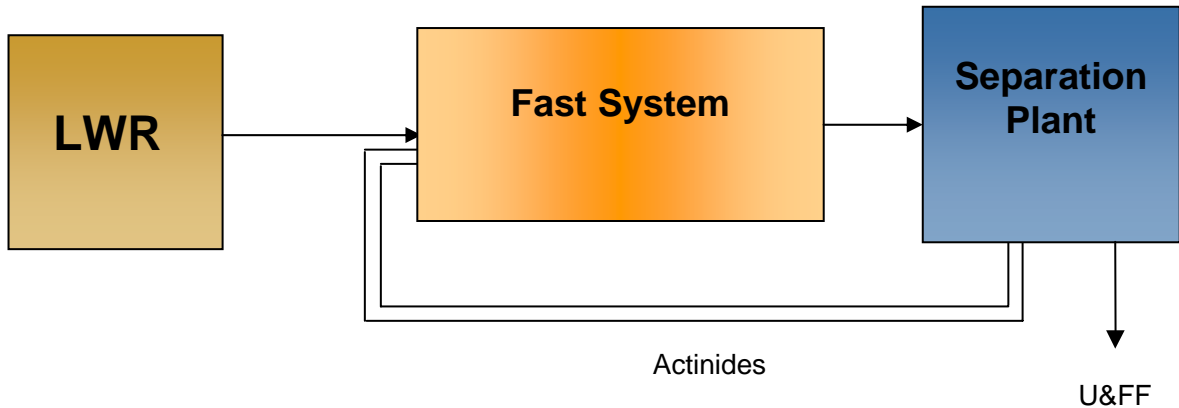 LWR
Fast System
Separation
Plant
Actinides
U&FF